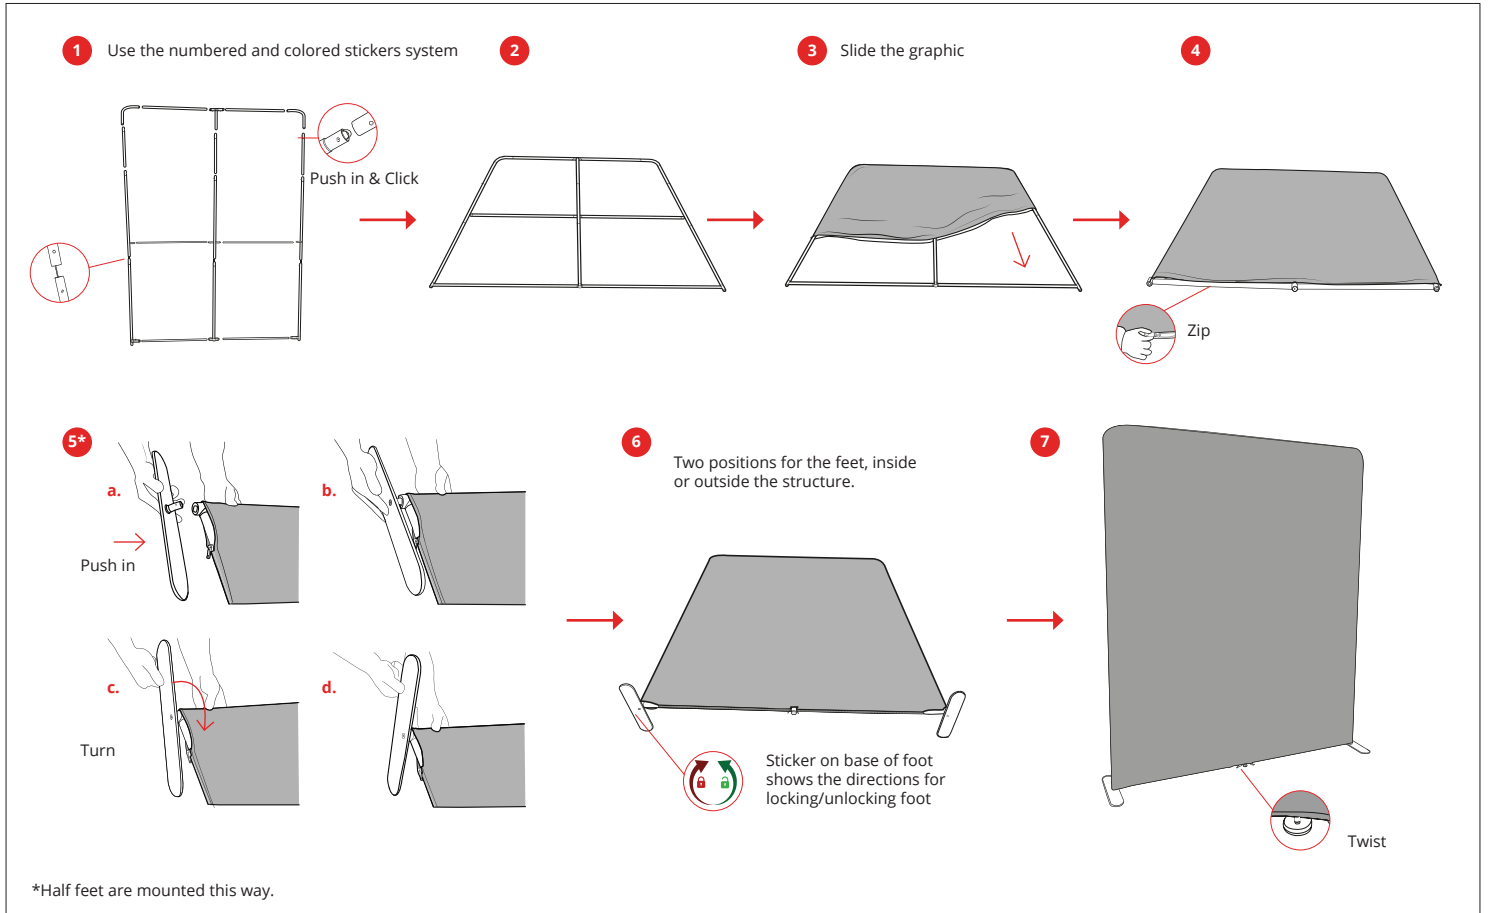 1 Use the numbered and colored stickers system
Push in & Click
2
3 Slide the graphic
4
Zip
5*
a.
Push in
b.
c.
Turn
d.
6
Two positions for the feet, inside
or outside the structure.
Sticker on base of foot
shows the directions for
locking/unlocking foot
7
Twist
*Half feet are mounted this way.